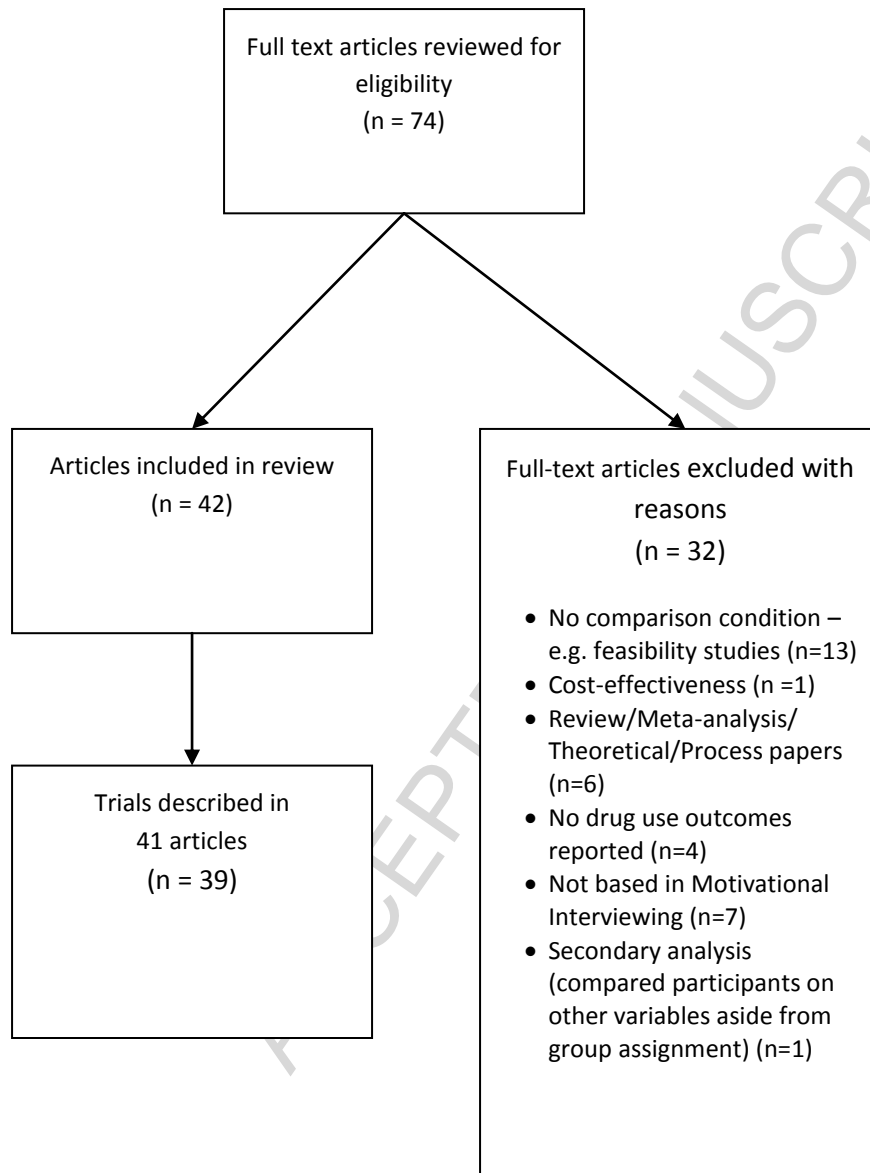 Full text articles reviewed for
eligibility
(n = 74)
Articles included in review
(n = 42)
Full-text articles excluded with
reasons
(n = 32)
• No comparison condition –
e.g. feasibility studies (n=13)
• Cost-effectiveness (n =1)
• Review/Meta-analysis/
Theoretical/Process papers
(n=6)
• No drug use outcomes
reported (n=4)
• Not based in Motivational
Interviewing (n=7)
• Secondary analysis
(compared participants on
other variables aside from
group assignment) (n=1)
Trials described in
41 articles
(n = 39)